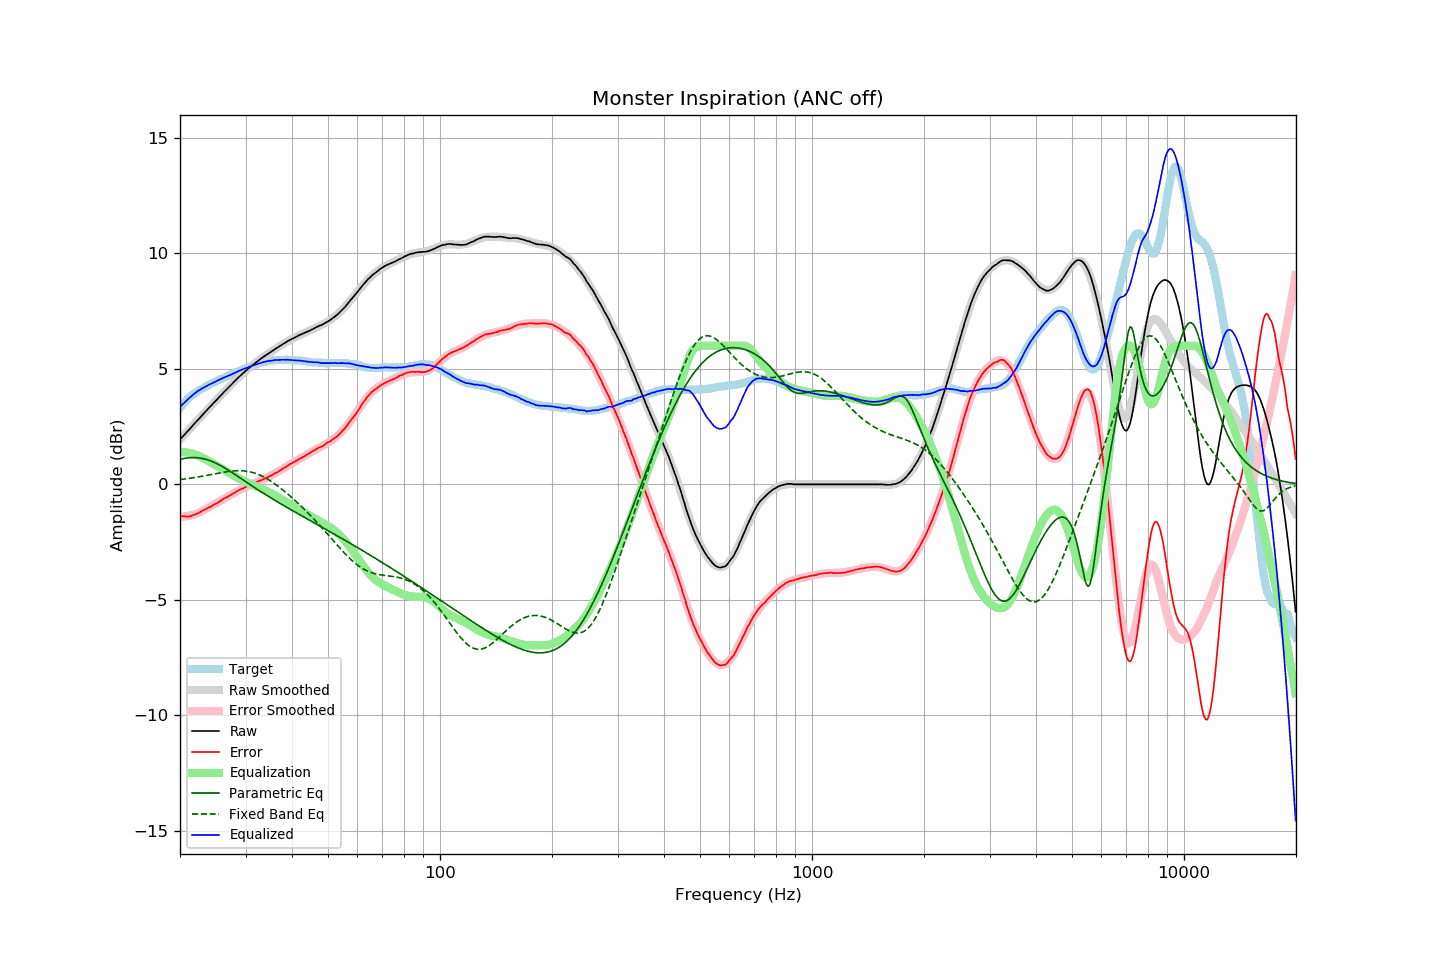 Monster Inspiration (ANC off)
15
10
5
0
−5
−10
−15
Amplitude (dBr)
Target
Raw Smoothed
Error Smoothed
Raw
Error
Equalization
Parametric Eq
Fixed Band Eq
Equalized
100
1000
10000
Frequency (Hz)